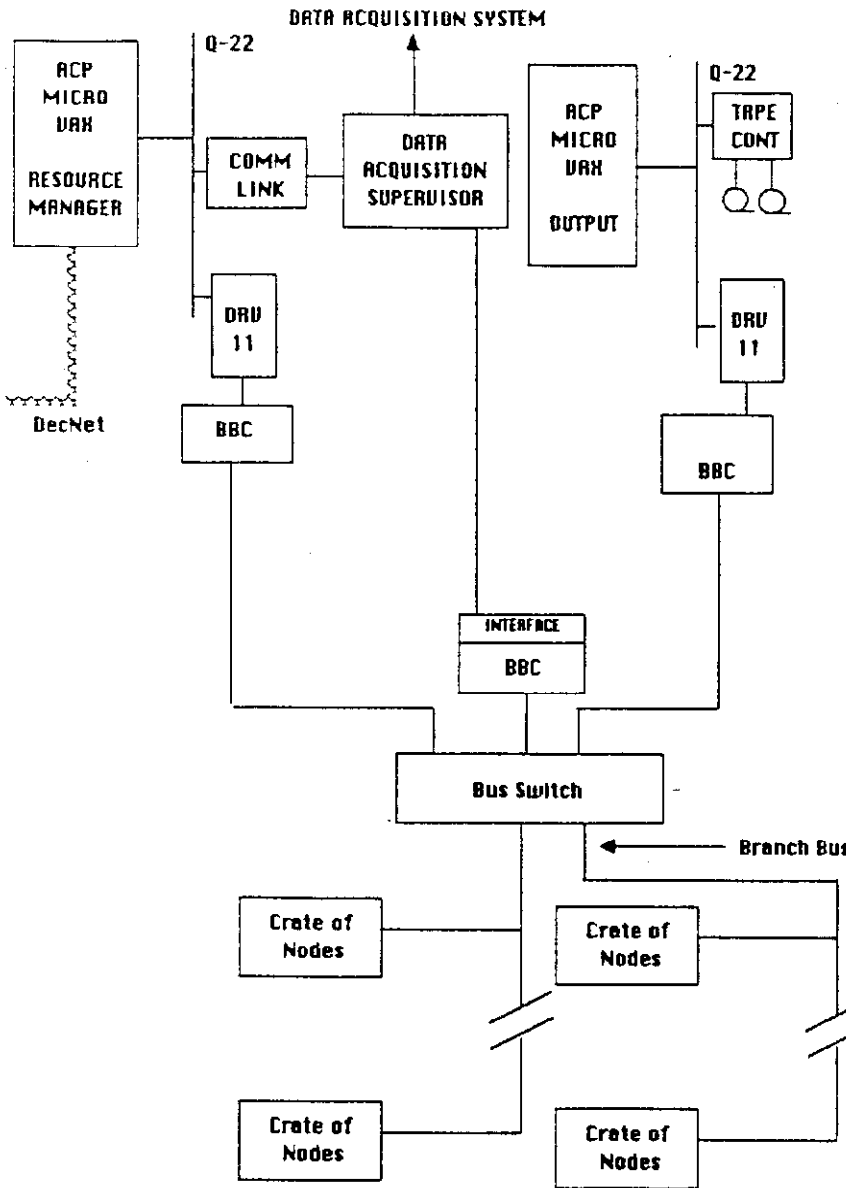 DATA ACQUISITION SYSTEM
Q-22
ACP
MICRO
VAX
RESOURCE
MANAGER
COMM
LINK
DATA
ACQUISITION
SUPERVISOR
ACP
MICRO
VAX
OUTPUT
Q-22
TAPE
CONT
DRV
11
DRV
11
DecNet
BBC
BBC
INTERFACE
BBC
Bus Switch
Branch Bus
Crate of
Nodes
Crate of
Nodes
Crate of
Nodes
Crate of
Nodes